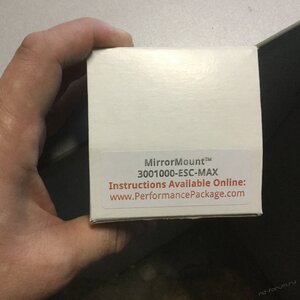 MirrorMount™
3001000-ESC-MAX
Instructions Available Online:
www.PerformancePackage.com